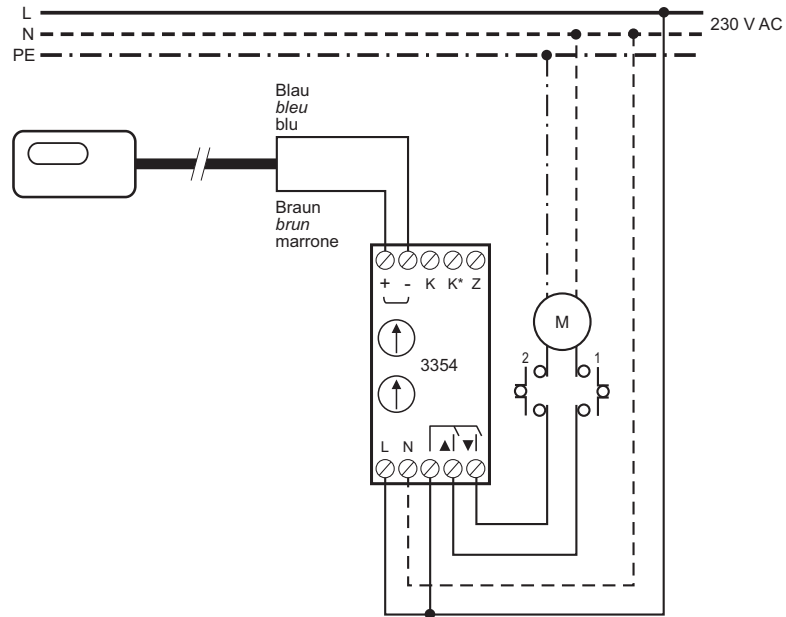 L
N
PE
230 V AC
Blau
bleu
blu
Braun
brun
marrone
+ - K K* Z
M
3354
2 1
L N ▲ ▼